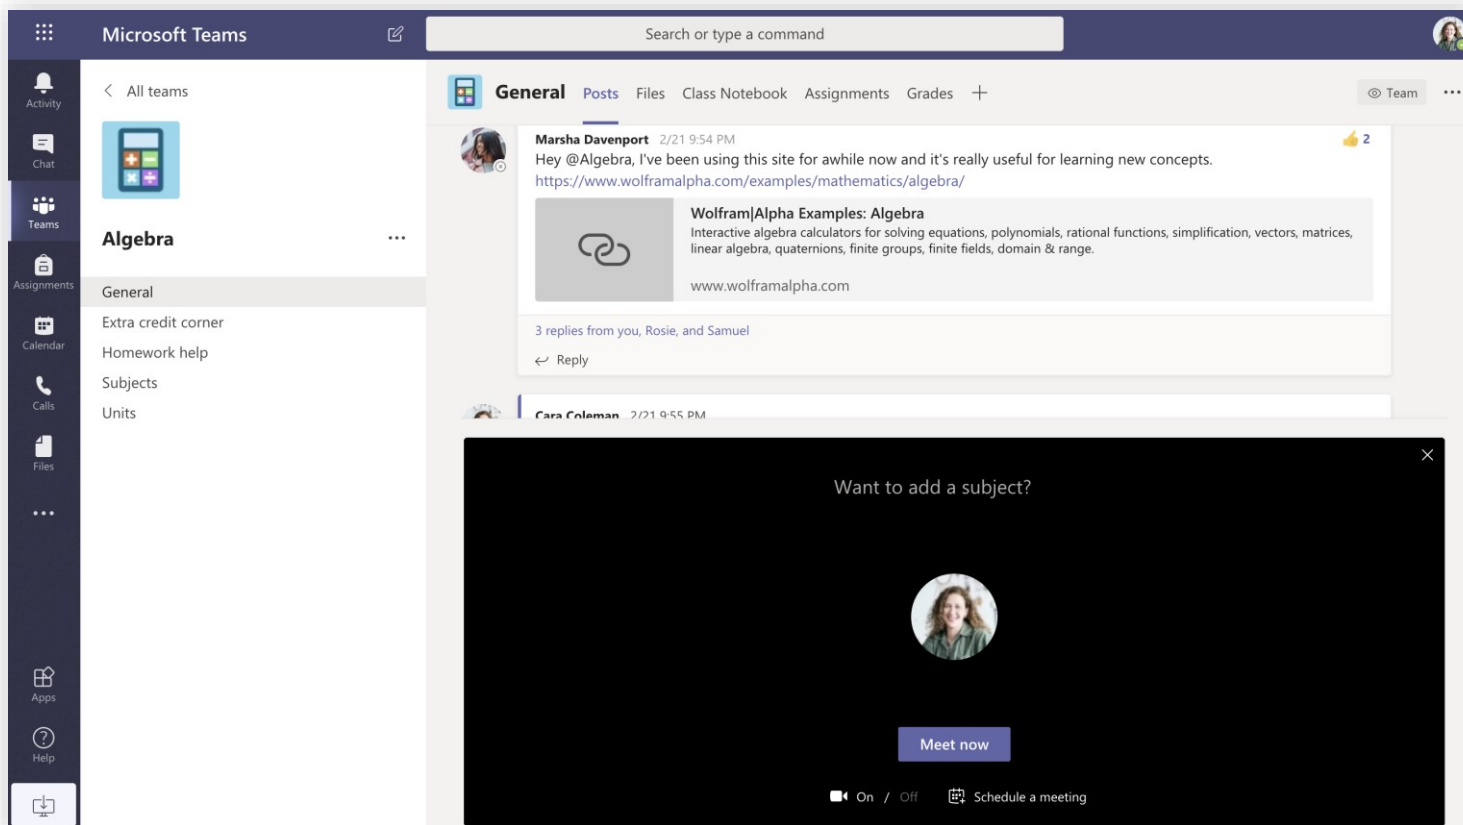 Microsoft Teams
Search or type a command
Activity
Chat
Teams
Assignments
Calendar
Calls
Files
Apps
Help
All teams
Algebra
General
Extra credit corner
Homework help
Subjects
Units
General Posts Files Class Notebook Assignments Grades
Team
Marsha Davenport 2/21 9:54 PM
2
Hey @Algebra, I've been using this site for awhile now and it's really useful for learning new concepts.
https://www.wolframalpha.com/examples/mathematics/algebra/
Wolfram|Alpha Examples: Algebra
Interactive algebra calculators for solving equations, polynomials, rational functions, simplification, vectors, matrices,
linear algebra, quaternions, finite groups, finite fields, domain & range.
www.wolframalpha.com
3 replies from you, Rosie, and Samuel
Reply
Cara Coleman 2/21 9:55 PM
Want to add a subject?
Meet now
On / Off
Schedule a meeting